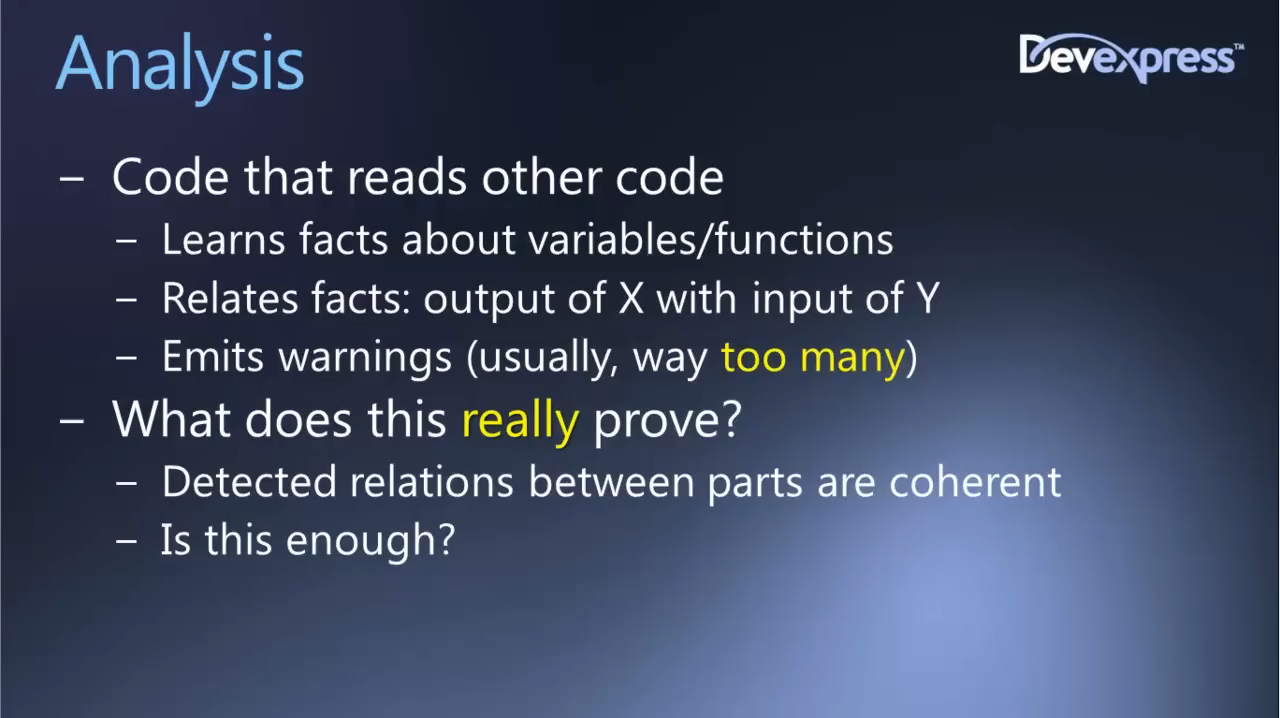 Analysis
Devexpress™
– Code that reads other code
– Learns facts about variables/functions
– Relates facts: output of X with input of Y
– Emits warnings (usually, way too many)
– What does this really prove?
– Detected relations between parts are coherent
– Is this enough?